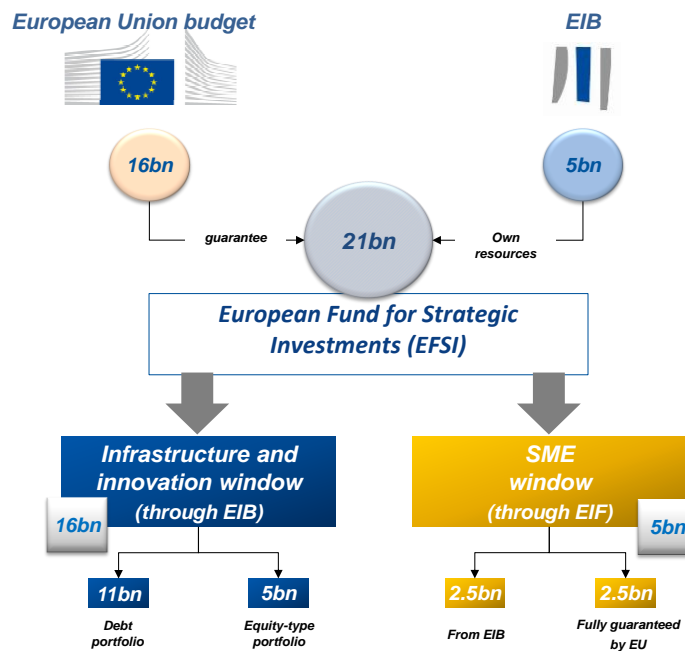 European Union budget
EIB
16bn
5bn
21bn
guarantee
Own
resources
European Fund for Strategic
Investments (EFSI)
Infrastructure and
innovation window
(through EIB)
16bn
SME
window
(through EIF)
5bn
11bn
5bn
2.5bn
2.5bn
Debt
portfolio
Equity-type
portfolio
From EIB
Fully guaranteed
by EU